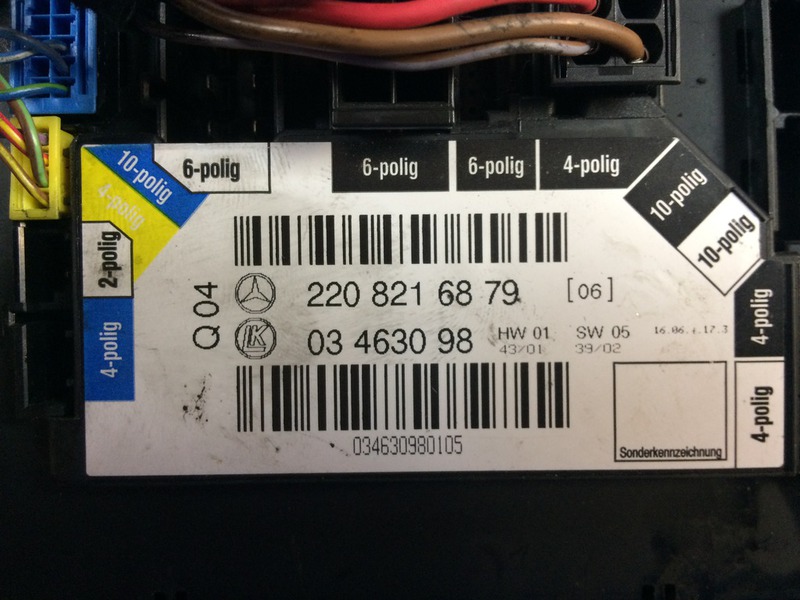 10-polig
6-polig
6-polig
6-polig
4-polig
4-polig
10-polig
10-polig
2-polig
4-polig
Q 04
220 821 68 79
[06]
03 4630 98
HW 01
SW 05
43/01
39/02
4-polig
4-polig
034630980105
Sonderkennzeichnung